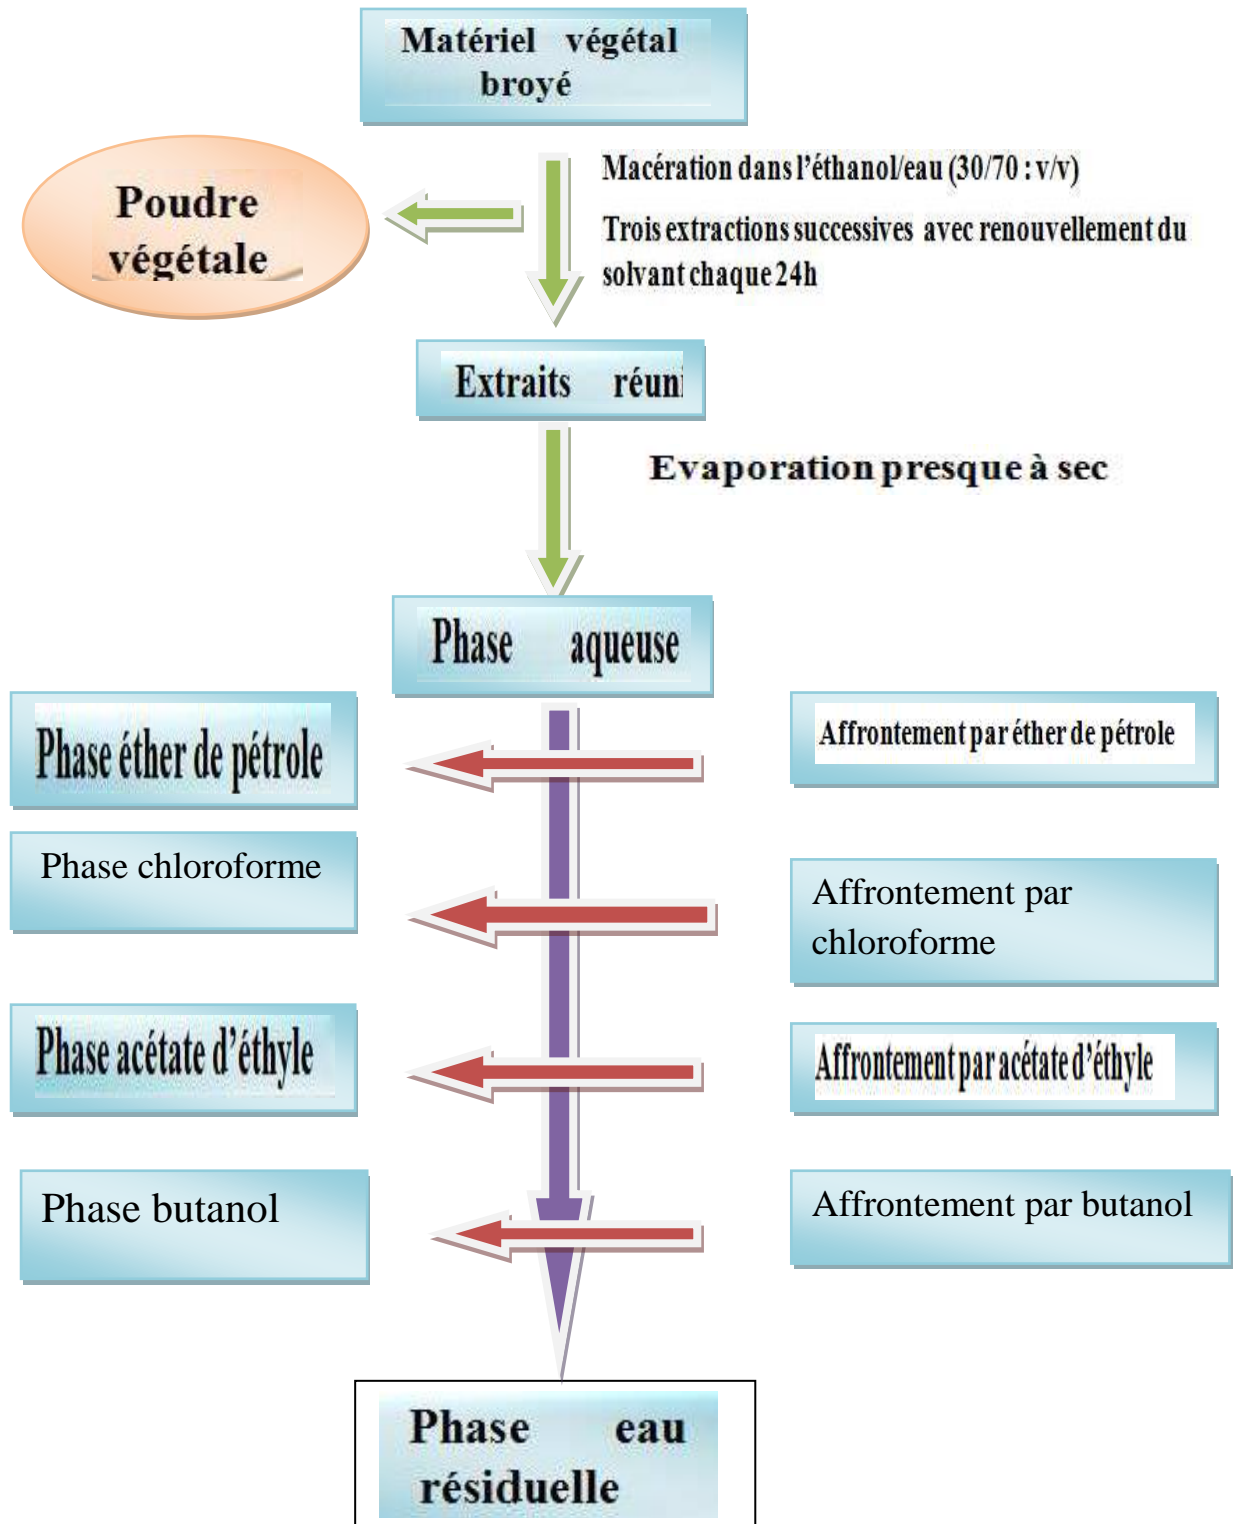 Matériel végétal
broyé
Macération dans l'éthanol/eau (30/70 : v/v)
Poudre
végétale
Trois extractions successives avec renouvellement du
solvant chaque 24h
Extraits réuni
Evaporation presque à sec
Phase aqueuse
Phase éther de pétrole
Affrontement par éther de pétrole
Phase chloroforme
Affrontement par
chloroforme
Phase acétate d'éthyle
Affrontement par acétate d'éthyle
Phase butanol
Affrontement par butanol
Phase eau
résiduelle